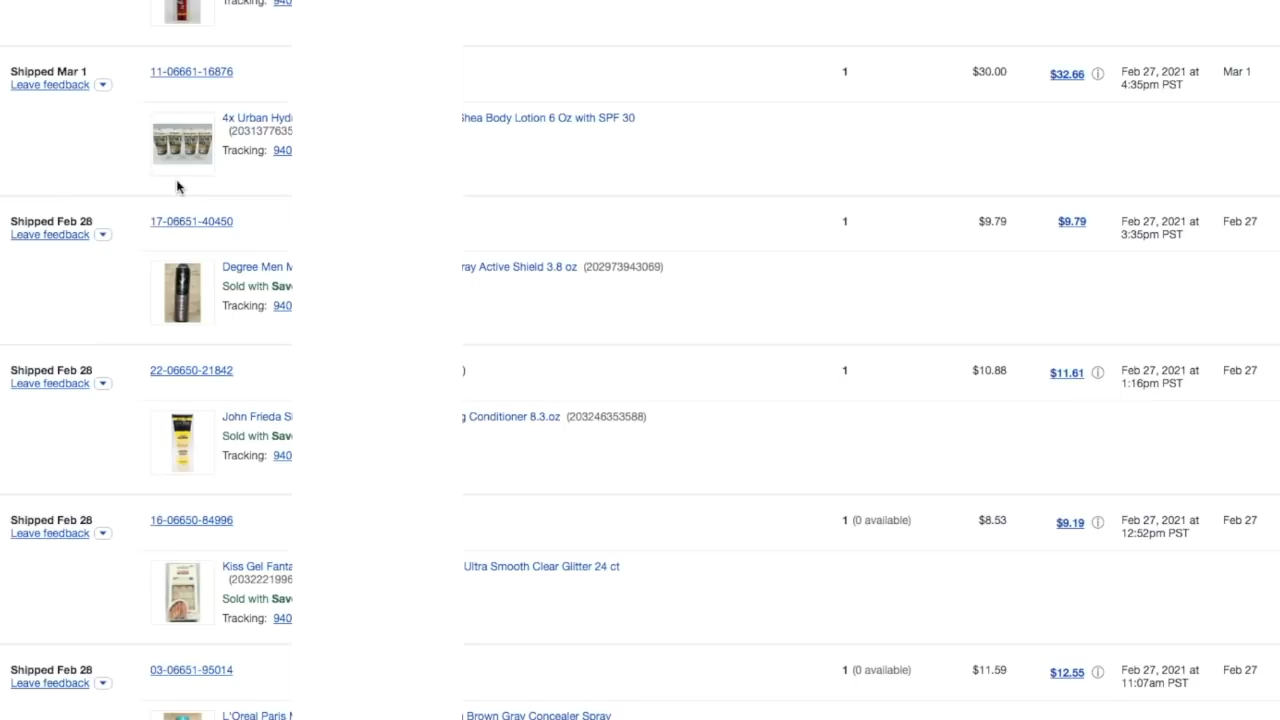 Tracking: 940
Shipped Mar 1 11-06661-16876 1 $30.00 $32.66 Feb 27, 2021 at Mar 1
Leave feedback 4:35pm PST
4x Urban Hyd Shea Body Lotion 6 Oz with SPF 30
(203137763
Tracking: 940
Shipped Feb 28 17-06651-40450 1 $9.79 $9.79 Feb 27, 2021 at Feb 27
Leave feedback 3:35pm PST
Degree Men M ray Active Shield 3.8 oz (202973943069)
Sold with Save
Tracking: 940
Shipped Feb 28 22-06650-21842 ) 1 $10.88 $11.61 Feb 27, 2021 at Feb 27
Leave feedback 1:16pm PST
John Frieda S g Conditioner 8.3.oz (203246353588)
Sold with Save
Tracking: 940
Shipped Feb 28 16-06650-84996 1 (0 available) $8.53 $9.19 Feb 27, 2021 at Feb 27
Leave feedback 12:52pm PST
Kiss Gel Fanta Ultra Smooth Clear Glitter 24 ct
(2032221996
Sold with Save
Tracking: 940
Shipped Feb 28 03-06651-95014 1 (0 available) $11.59 $12.55 Feb 27, 2021 at Feb 27
Leave feedback 11:07am PST
L'Oreal Paris M Brown Gray Concealer Spray